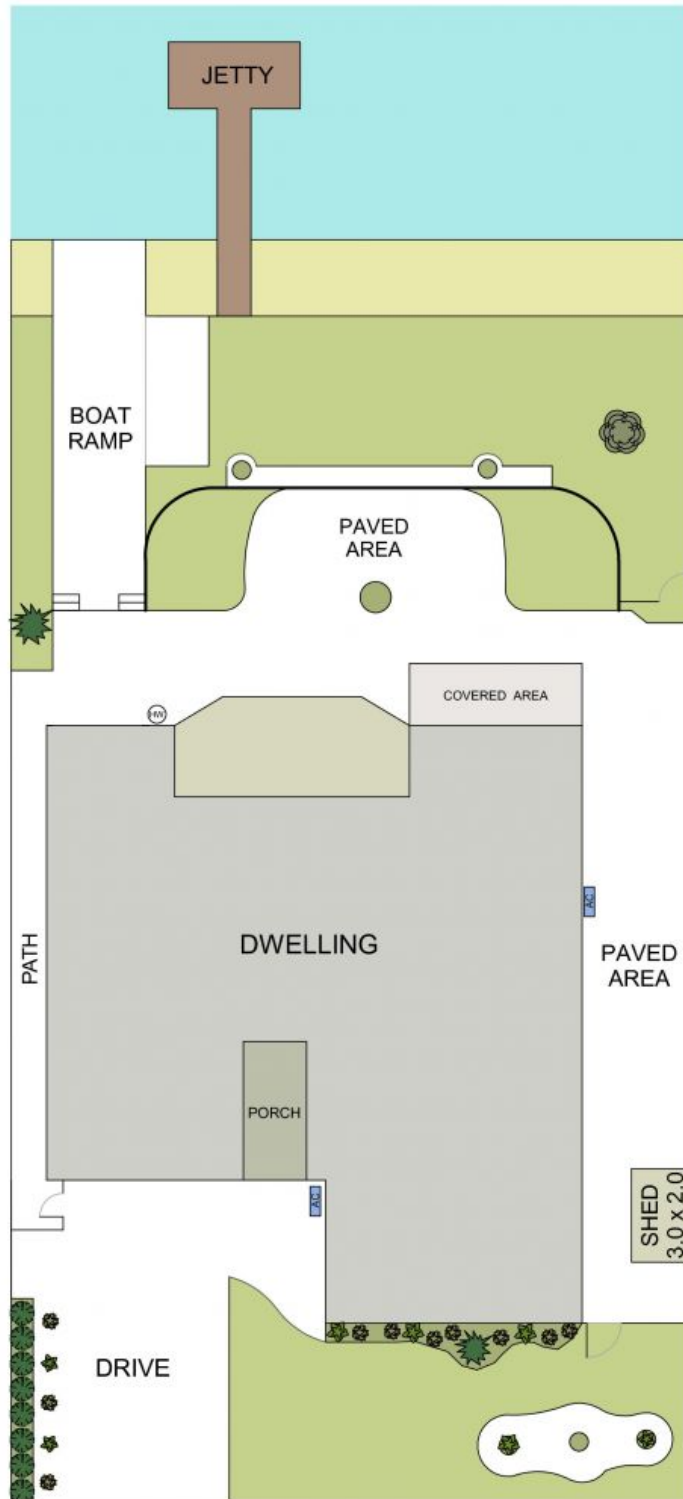 JETTY
BOAT
RAMP
PAVED
AREA
COVERED AREA
HW
AC
DWELLING
PATH
PAVED
AREA
PORCH
AC
SHED
3.0 x 2.0
DRIVE